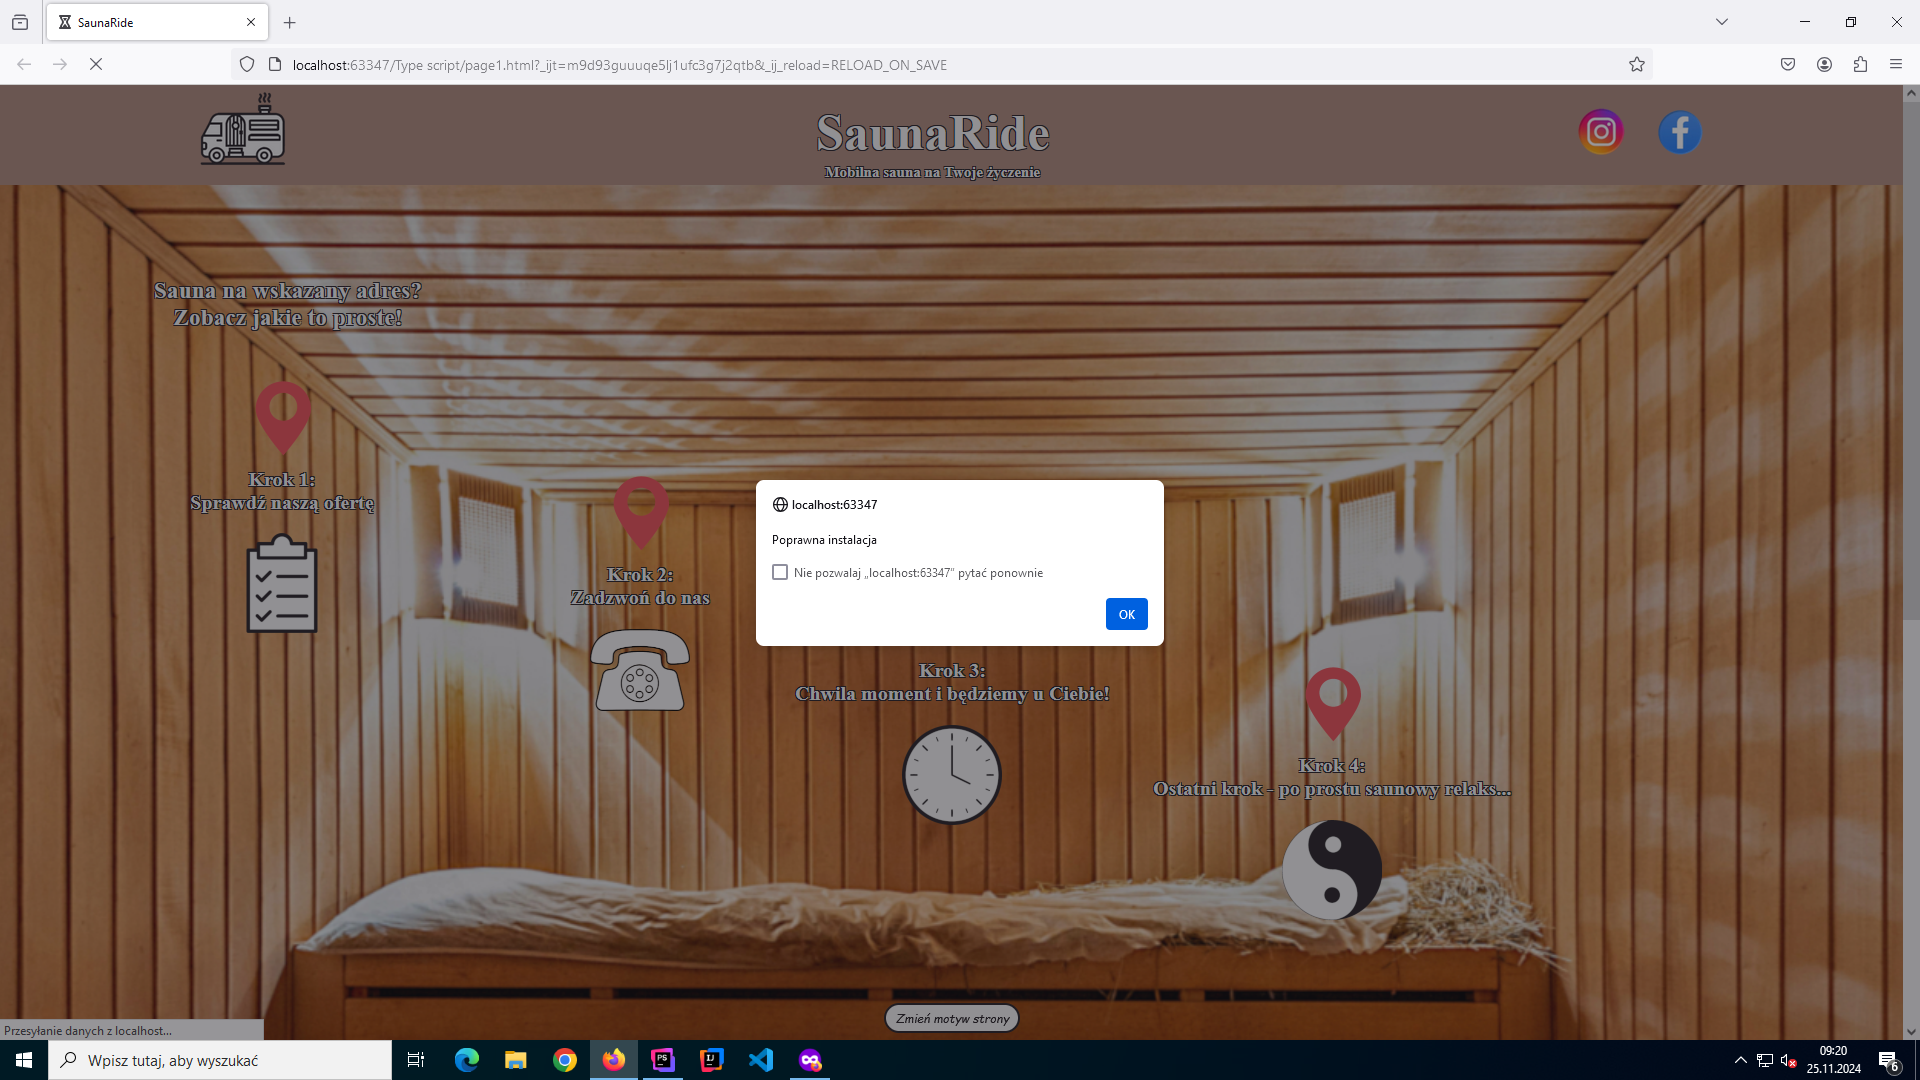 SaunaRide
localhost:63347/Type script/page1.html?_ijt=m9d93guuuqe5lj1ufc3g7j2qtb&_ij_reload=RELOAD_ON_SAVE
SaunaRide
Mobilna sauna na Twoje życzenie
Sauna na wskazany adres?
Zobacz jakie to proste!
Krok 1:
Sprawdź naszą ofertę
Krok 2:
Zadzwoń do nas
localhost:63347
Poprawna instalacja
Nie pozwalaj „localhost:63347” pytać ponownie
OK
Krok 3:
Chwila moment i będziemy u Ciebie!
Krok 4:
Ostatni krok - po prostu saunowy relaks...
Zmień motyw strony
Przesyłanie danych z localhost...
Wpisz tutaj, aby wyszukać
PS
IJ
09:20
25.11.2024
6